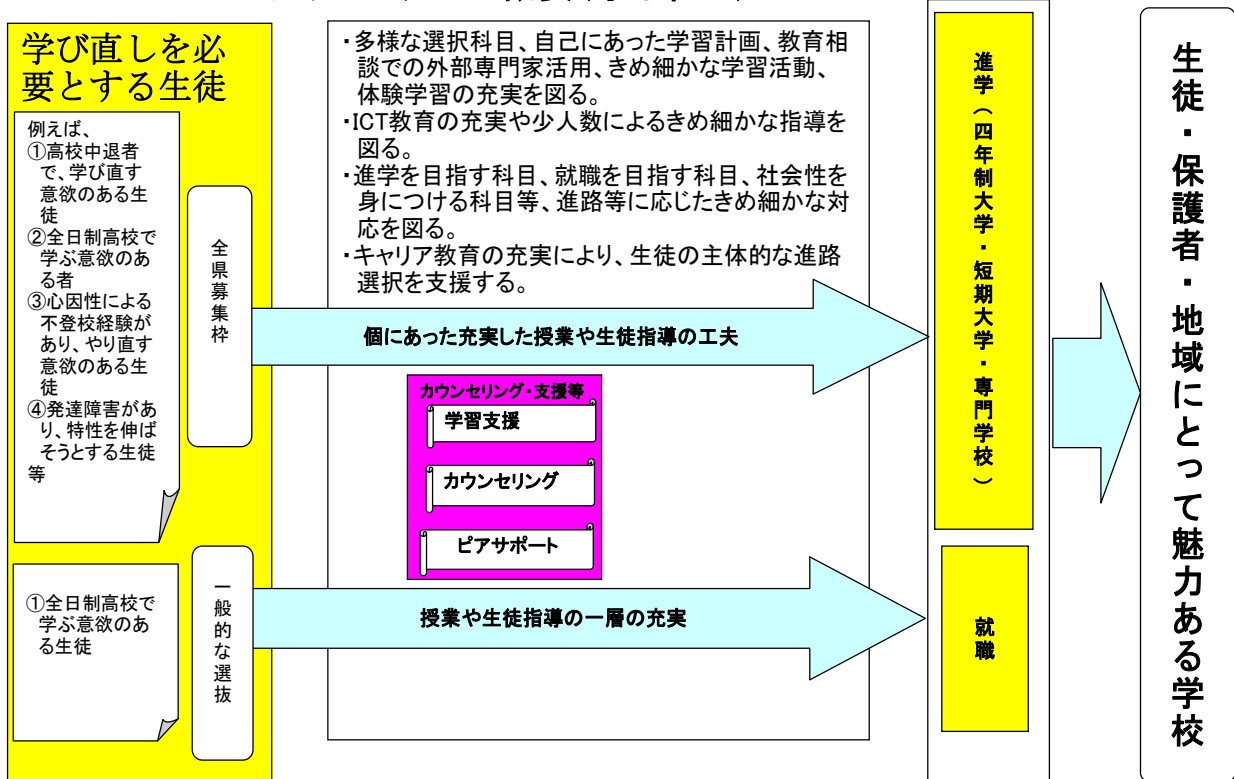 学び直しを必
要とする生徒
例えば、
①高校中退者
で、学び直す
意欲のある生
徒
②全日制高校で
学ぶ意欲のあ
る者
③心因性による
不登校経験が
あり、やり直す
意欲のある生
徒
④発達障害があ
り、特性を伸ば
そうとする生徒
等
全県募集枠
①全日制高校で
学ぶ意欲のあ
る生徒
一般的な選抜
・多様な選択科目、自己にあった学習計画、教育相
談での外部専門家活用、きめ細かな学習活動、
体験学習の充実を図る。
・ICT教育の充実や少人数によるきめ細かな指導を
図る。
・進学を目指す科目、就職を目指す科目、社会性を
身につける科目等、進路等に応じたきめ細かな対
応を図る。
・キャリア教育の充実により、生徒の主体的な進路
選択を支援する。
個にあった充実した授業や生徒指導の工夫
カウンセリング・支援等
学習支援
カウンセリング
ピアサポート
授業や生徒指導の一層の充実
進学（四年制大学・短期大学・専門学校）
就職
生徒・保護者・地域にとって魅力ある学校